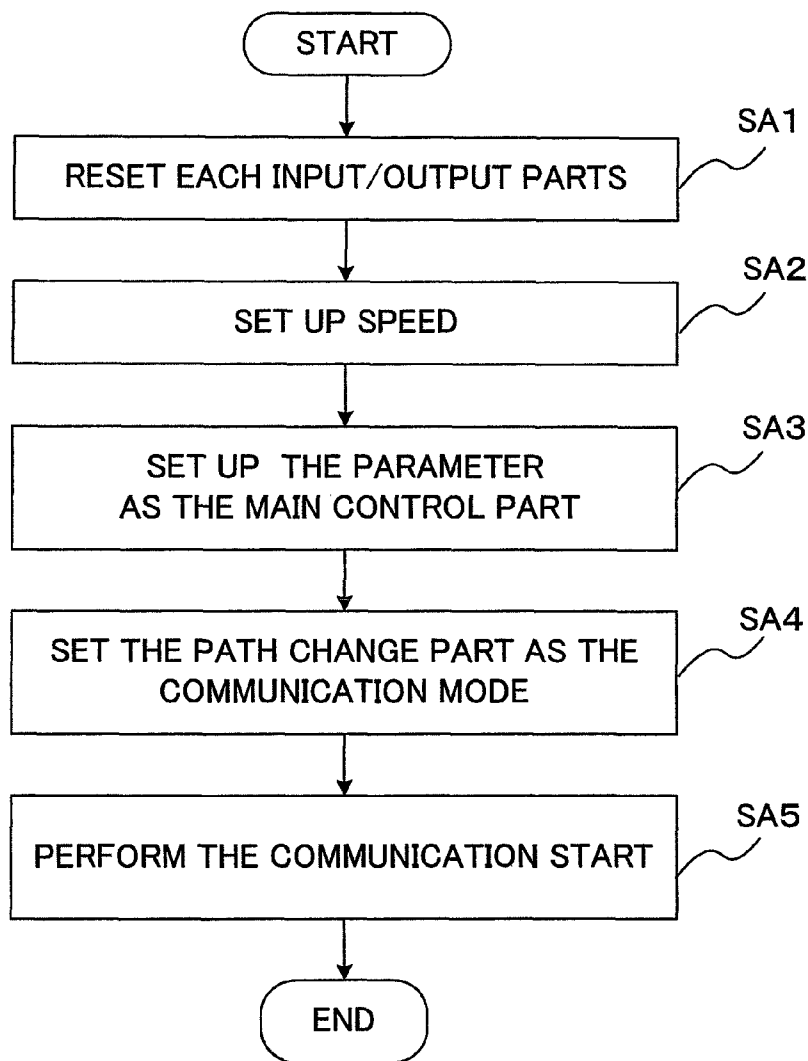 START
SA1
RESET EACH INPUT/OUTPUT PARTS
SA2
SET UP SPEED
SA3
SET UP THE PARAMETER
AS THE MAIN CONTROL PART
SA4
SET THE PATH CHANGE PART AS THE
COMMUNICATION MODE
SA5
PERFORM THE COMMUNICATION START
END